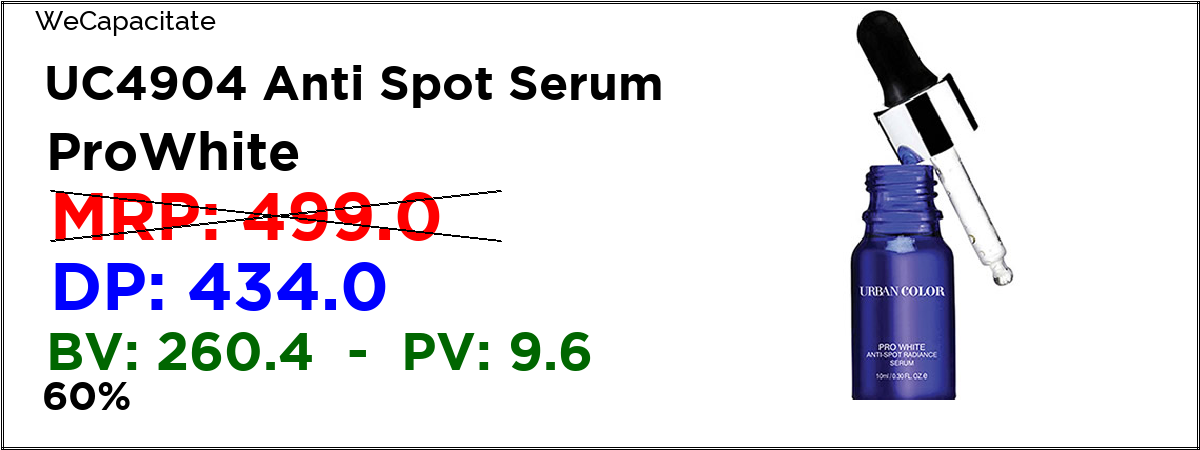 WeCapacitate
UC4904 Anti Spot Serum
ProWhite
MRP: 499.0
DP: 434.0
BV: 260.4 - PV: 9.6
60%
URBAN COLOR
PRO WHITE
ANTI-SPOT RADIANCE
SERUM
10ml / 0.30 FL OZ.e